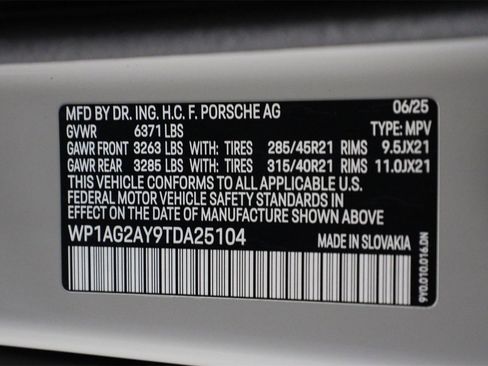 MFD BY DR. ING. H.C. F. PORSCHE AG 06/25
GVWR 6371 LBS TYPE: MPV
GAWR FRONT 3263 LBS WITH: TIRES 285/45R21 RIMS 9.5JX21
GAWR REAR 3285 LBS WITH: TIRES 315/40R21 RIMS 11.0JX21
THIS VEHICLE CONFORMS TO ALL APPLICABLE U.S.
FEDERAL MOTOR VEHICLE SAFETY STANDARDS IN
EFFECT ON THE DATE OF MANUFACTURE SHOWN ABOVE
WP1AG2AY9TDA25104 MADE IN SLOVAKIA
9Y0.010.016.DN